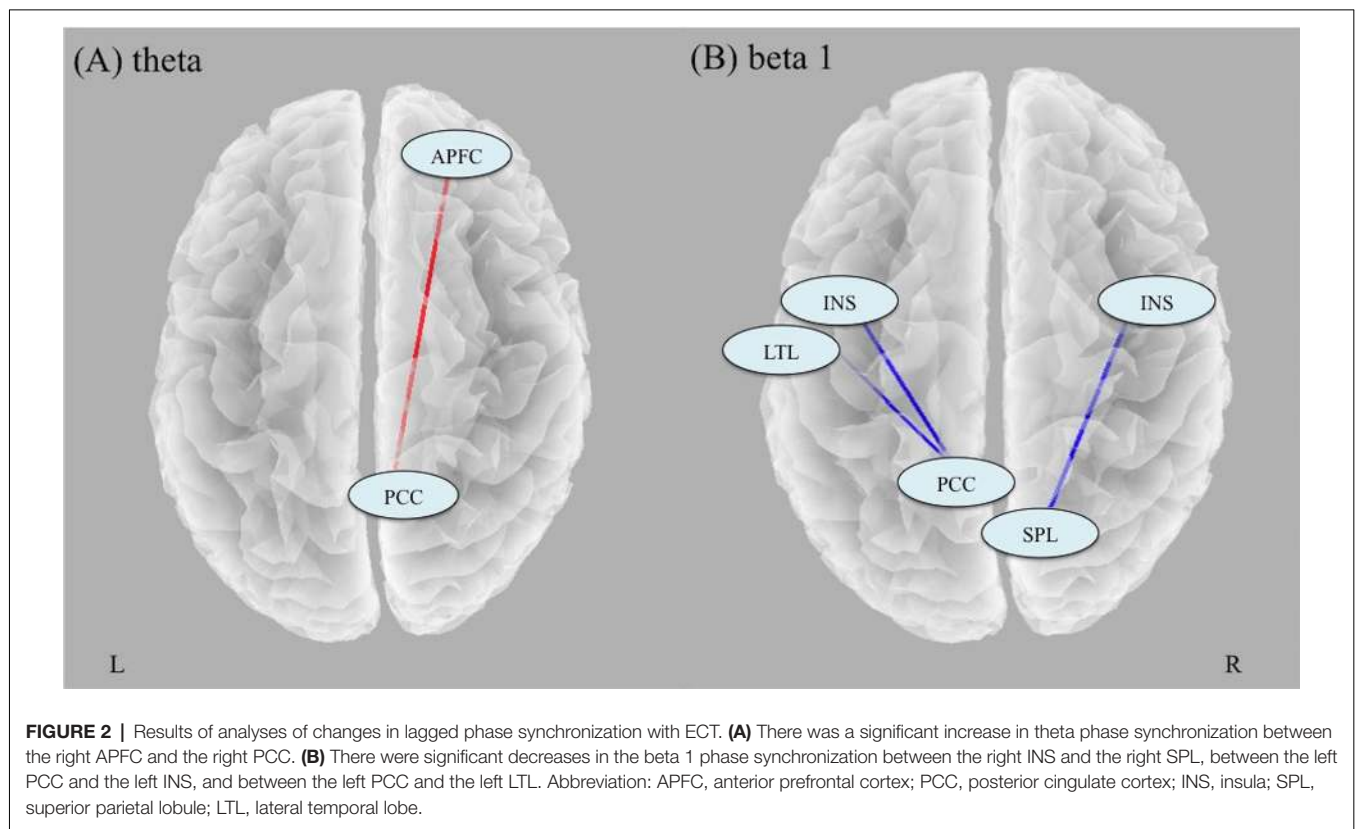 (A) theta
(B) beta 1
APFC
INS
INS
LTL
PCC
PCC
SPL
L
R
FIGURE 2 | Results of analyses of changes in lagged phase synchronization with ECT. (A) There was a significant increase in theta phase synchronization between
the right APFC and the right PCC. (B) There were significant decreases in the beta 1 phase synchronization between the right INS and the right SPL, between the left
PCC and the left INS, and between the left PCC and the left LTL. Abbreviation: APFC, anterior prefrontal cortex; PCC, posterior cingulate cortex; INS, insula; SPL,
superior parietal lobule; LTL, lateral temporal lobe.